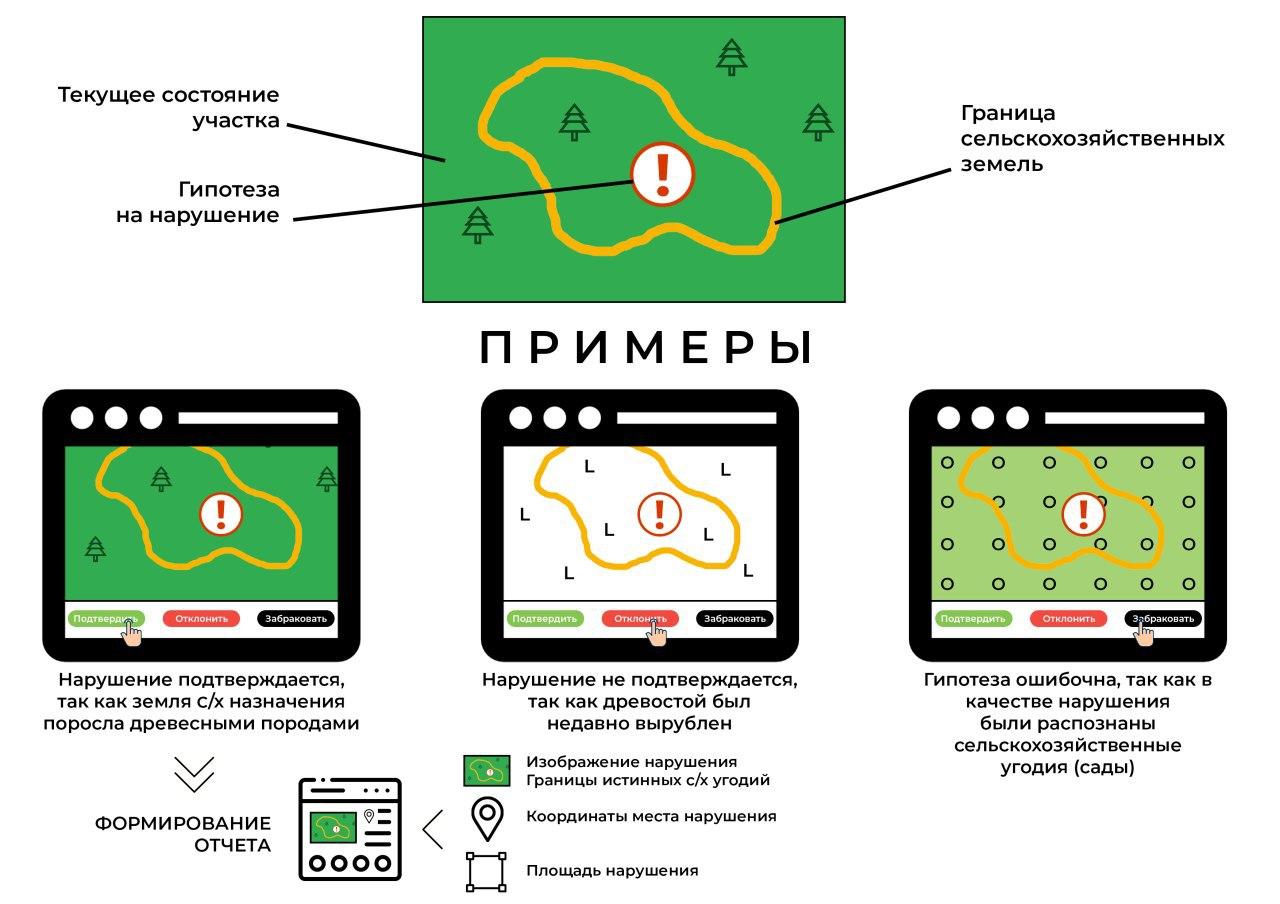 Текущее состояние
участка
Гипотеза
на нарушение
Граница
сельскохозяйственных
земель
ПРИМЕРЫ
L
L
L
L
L
L
L
Подтвердить
Отклонить
Забраковать
Подтвердить
Отклонить
Забраковать
Подтвердить
Отклонить
Забраковать
Нарушение подтверждается,
так как земля с/х назначения
поросла древесными породами
Нарушение не подтверждается,
так как древостой был
недавно вырублен
Гипотеза ошибочна, так как в
качестве нарушения
были распознаны
сельскохозяйственные
угодия (сады)
ФОРМИРОВАНИЕ
ОТЧЕТА
Изображение нарушения
Границы истинных с/х угодий
Координаты места нарушения
Площадь нарушения